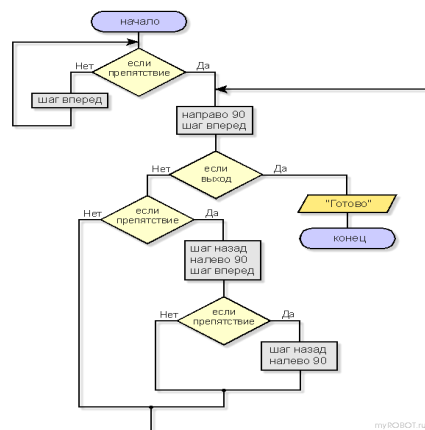 начало
если
препятствие
Нет
Да
шаг вперед
направо 90
шаг вперед
если
выход
Нет
Да
"Готово"
конец
если
препятствие
Нет
Да
шаг назад
налево 90
шаг вперед
если
препятствие
Нет
Да
шаг назад
налево 90
myROBOT.ru